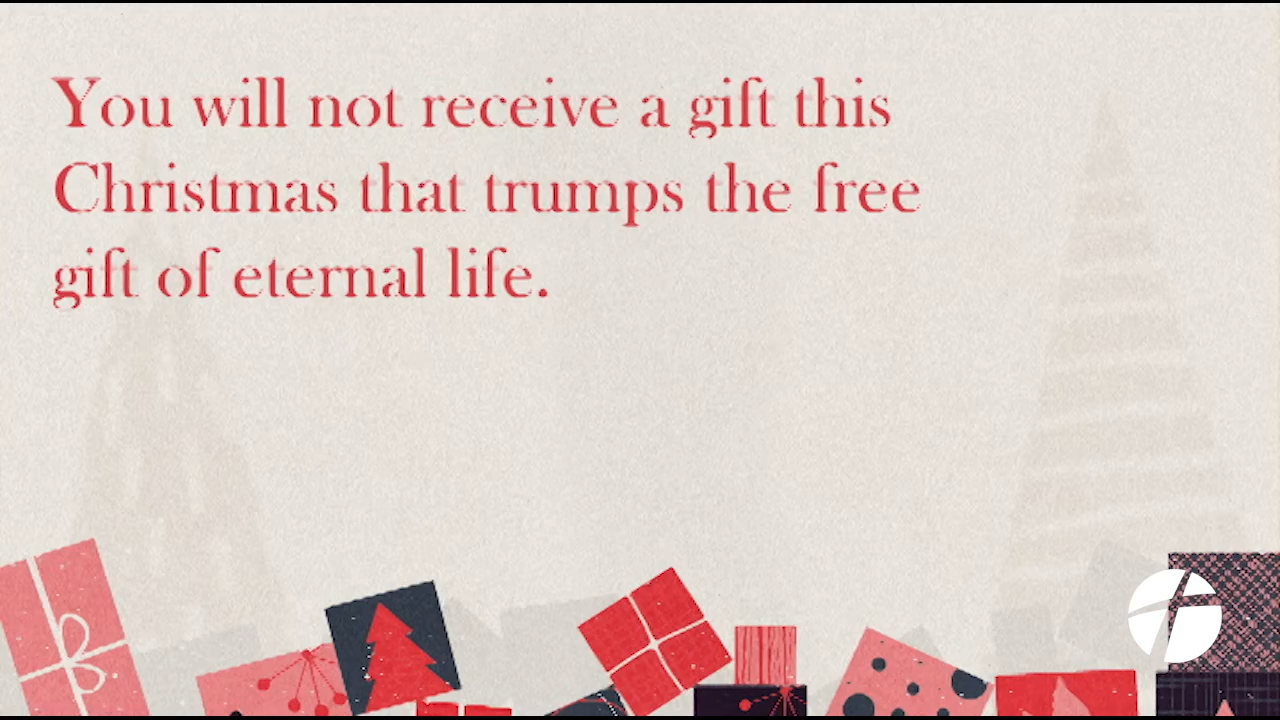 You will not receive a gift this
Christmas that trumps the free
gift of eternal life.